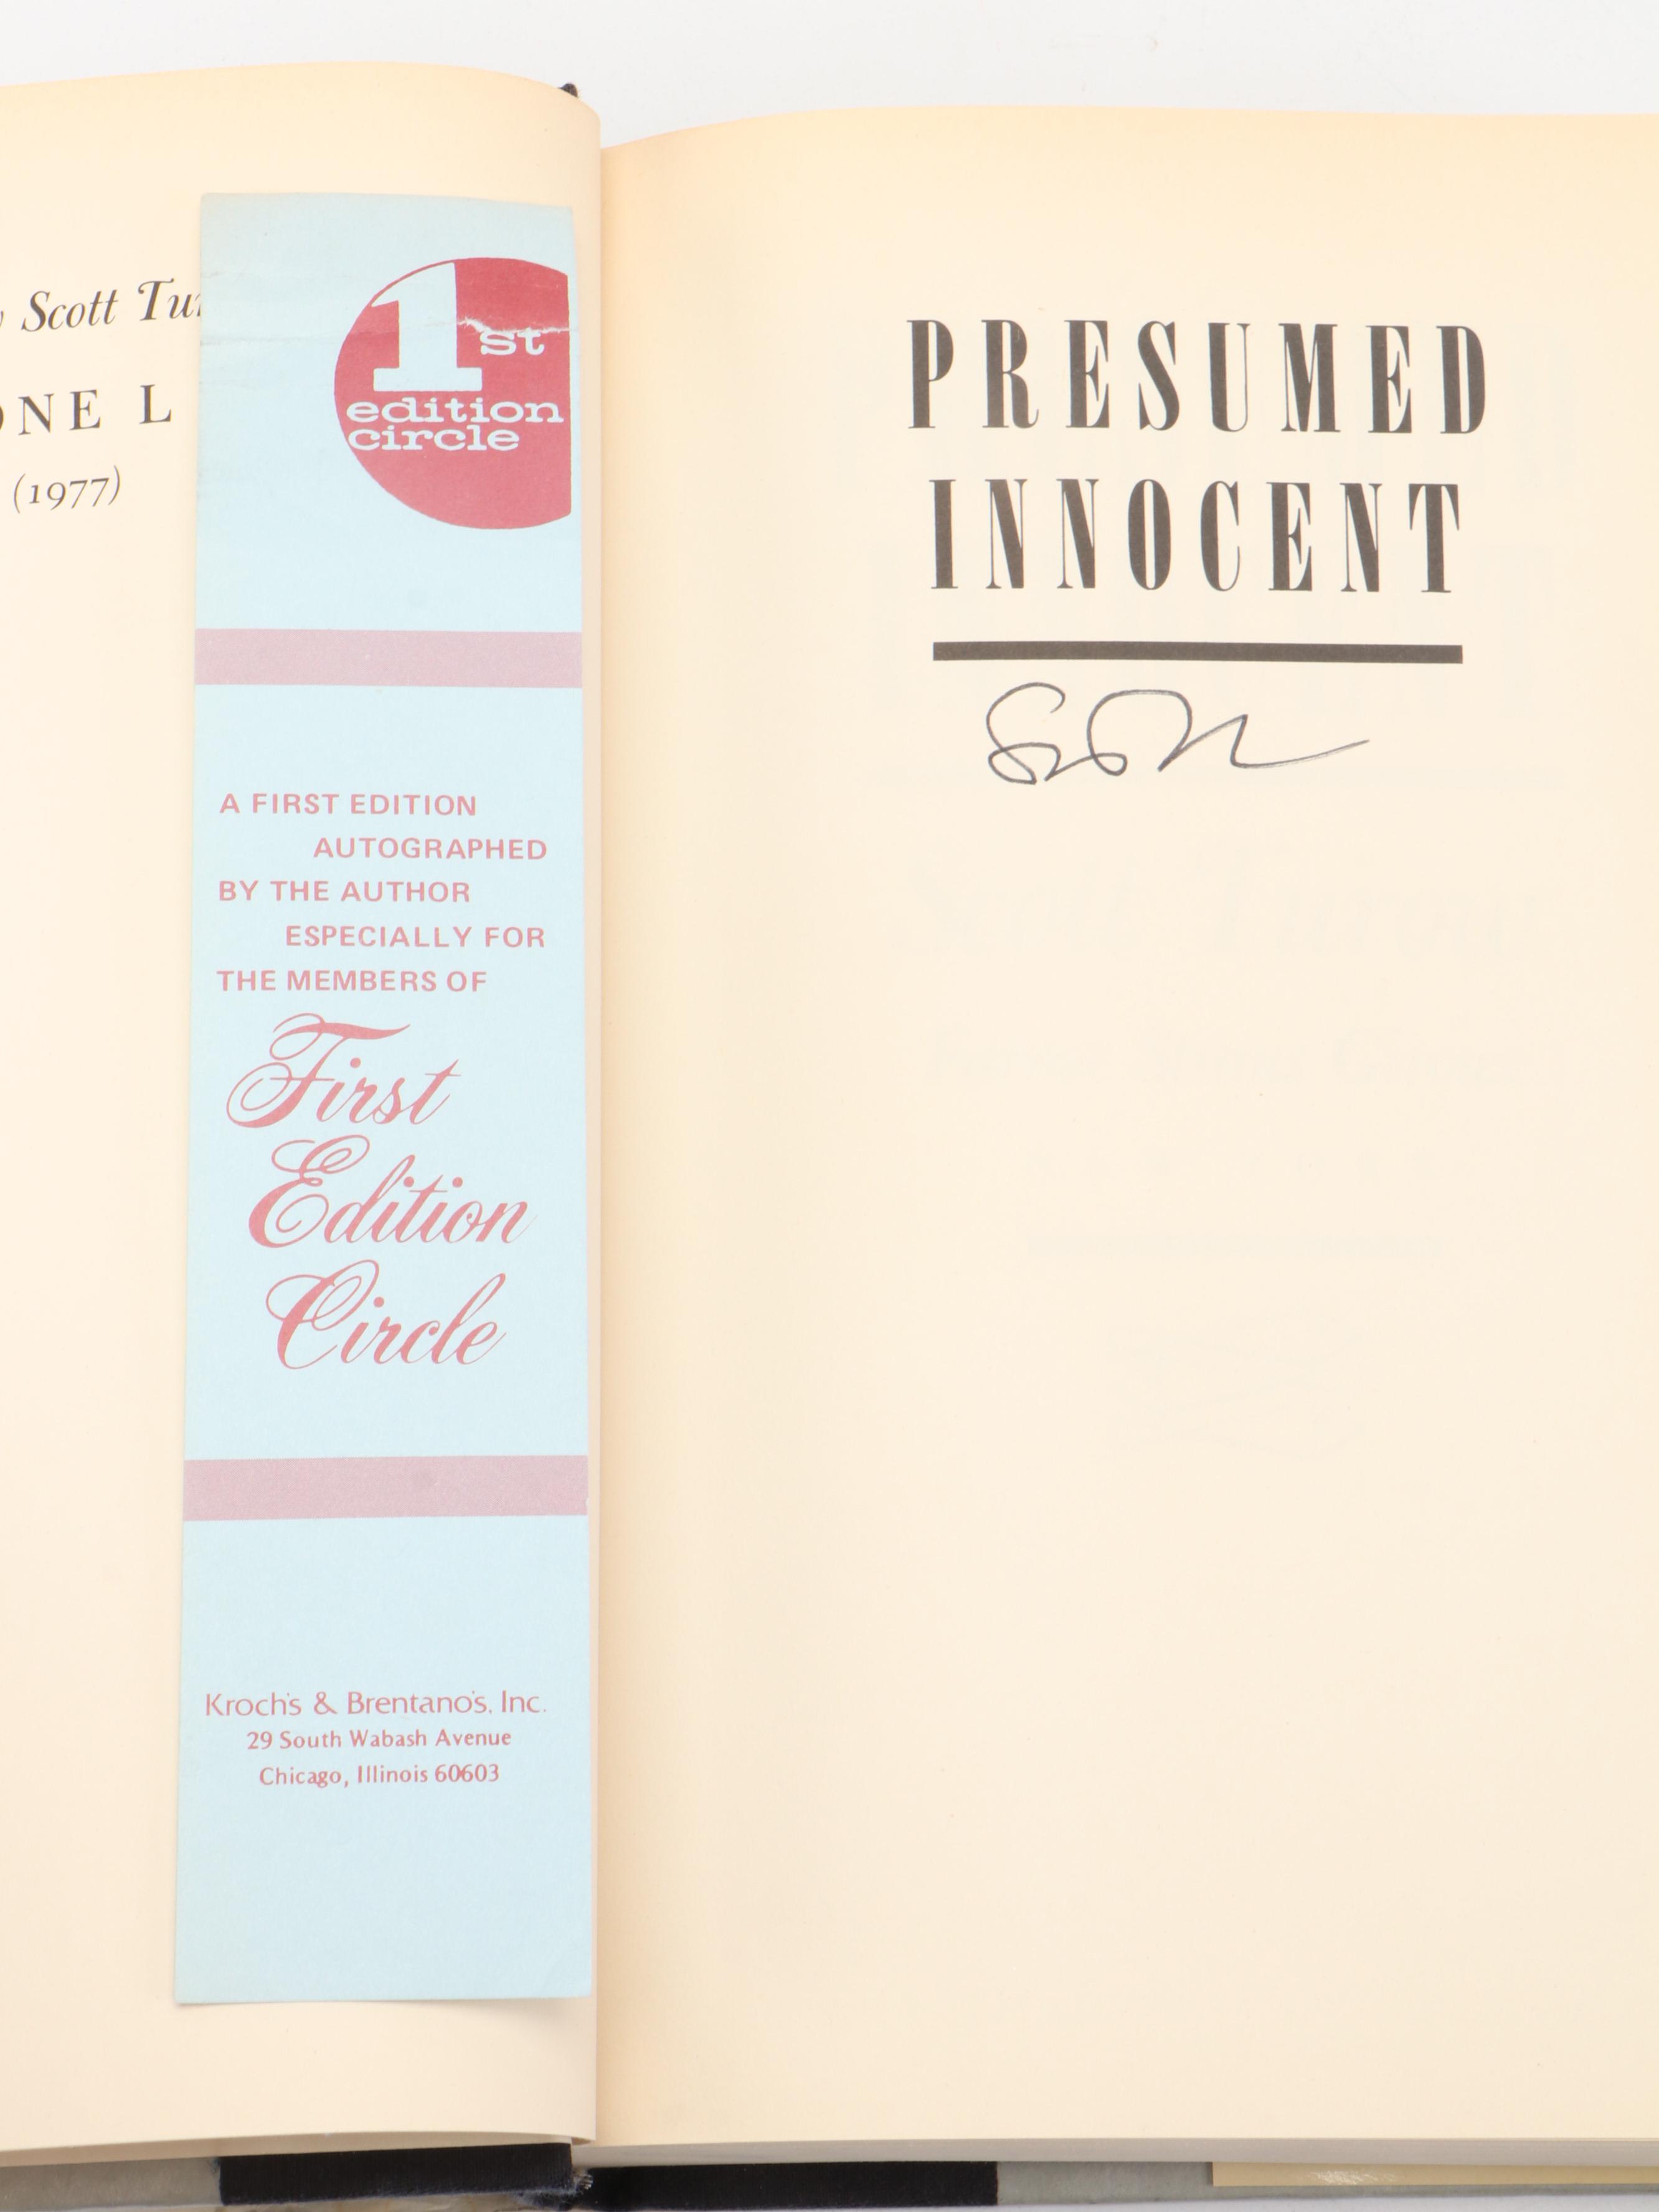 Scott
ONE L
(1977)
1st
edition
circle
A FIRST EDITION
AUTOGRAPHED
BY THE AUTHOR
ESPECIALLY FOR
THE MEMBERS OF
First
Edition
Circle
Kroch's & Brentano's, Inc.
29 South Wabash Avenue
Chicago, Illinois 60603
PRESUMED
INNOCENT